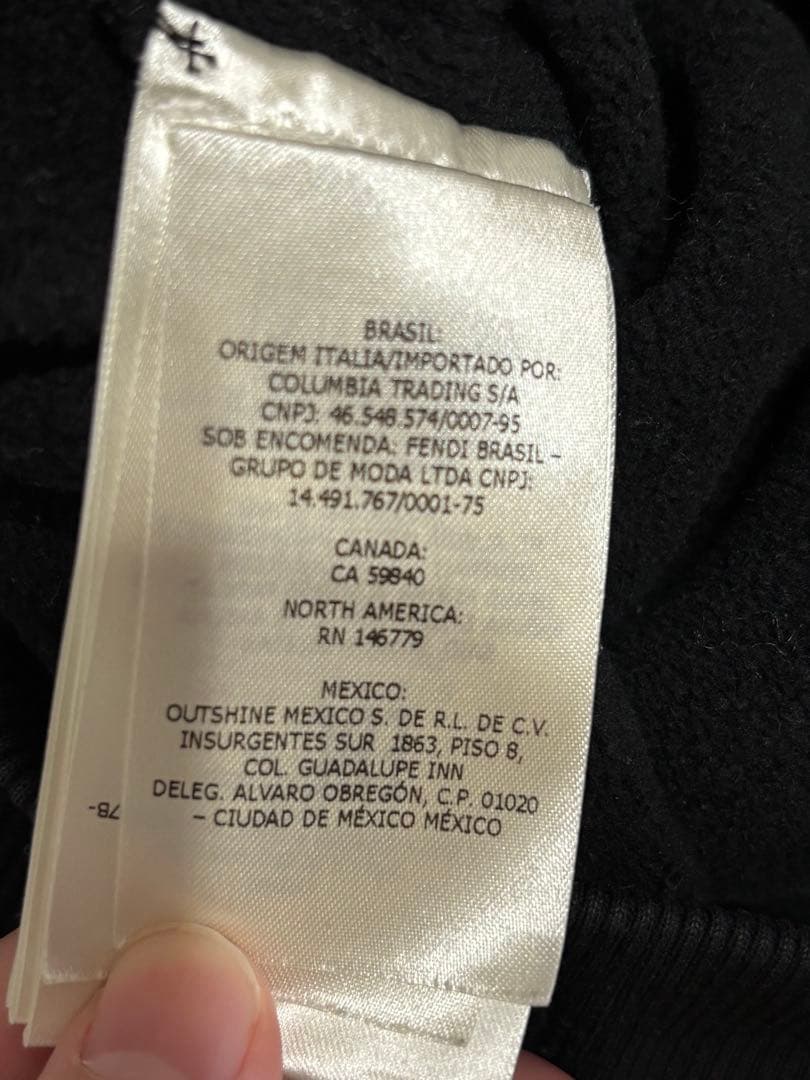 BRASIL:
ORIGEM ITALIA/IMPORTADO POR:
COLUMBIA TRADING S/A
CNPJ: 46.548.574/0007-95
SOB ENCOMENDA: FENDI BRASIL –
GRUPO DE MODA LTDA CNPJ:
14.491.767/0001-75
CANADA:
CA 59840
NORTH AMERICA:
RN 146779
MEXICO:
OUTSHINE MEXICO S. DE R.L. DE C.V.
INSURGENTES SUR 1863, PISO 8,
COL. GUADALUPE INN
DELEG. ALVARO OBREGÓN, C.P. 01020
– CIUDAD DE MÉXICO MÉXICO